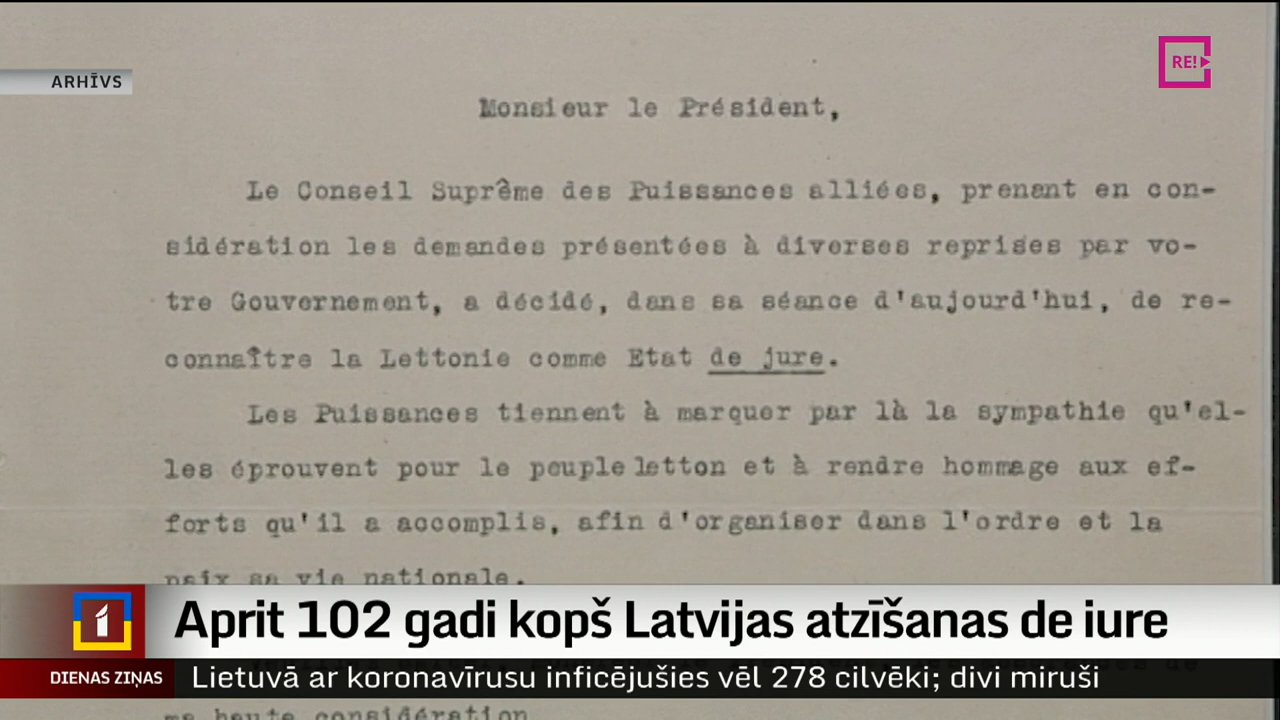 ARHĪVS
RE!
Monsieur le Président,
Le Conseil Suprême des Puissances alliées, prenant en con-
sidération les demandes présentées à diverses reprises par vo-
tre Gouvernement, a décidé, dans sa séance d'aujourd'hui, de re-
connaître la Lettonie comme Etat de jure.
Les Puissances tiennent à marquer par là la sympathie qu'el-
les éprouvent pour le peuple letton et à rendre hommage aux ef-
forts qu'il a accomplis, afin d'organiser dans l'ordre et la
paix sa vie nationale.
1 Aprit 102 gadi kopš Latvijas atzīšanas de iure
DIENAS ZIŅAS Lietuvā ar koronavīrusu inficējušies vēl 278 cilvēki; divi miruši
ma haute considération